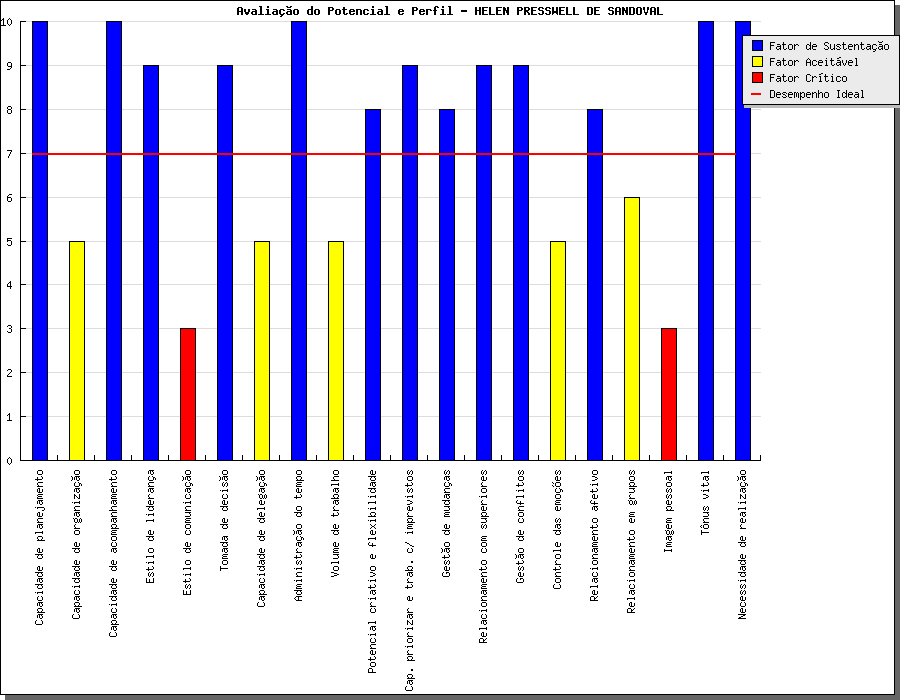 Avaliação do Potencial e Perfil - HELEN PRESSWELL DE SANDOVAL
Fator de Sustentação
Fator Aceitável
Fator Crítico
Desempenho Ideal
10
9
8
7
6
5
4
3
2
1
0
Capacidade de planejamento
Capacidade de organização
Capacidade de acompanhamento
Estilo de liderança
Estilo de comunicação
Tomada de decisão
Capacidade de delegação
Administração do tempo
Volume de trabalho
Potencial criativo e flexibilidade
Cap. priorizar e trab. c/ imprevistos
Gestão de mudanças
Relacionamento com superiores
Gestão de conflitos
Controle das emoções
Relacionamento afetivo
Relacionamento em grupos
Imagem pessoal
Tônus vital
Necessidade de realização